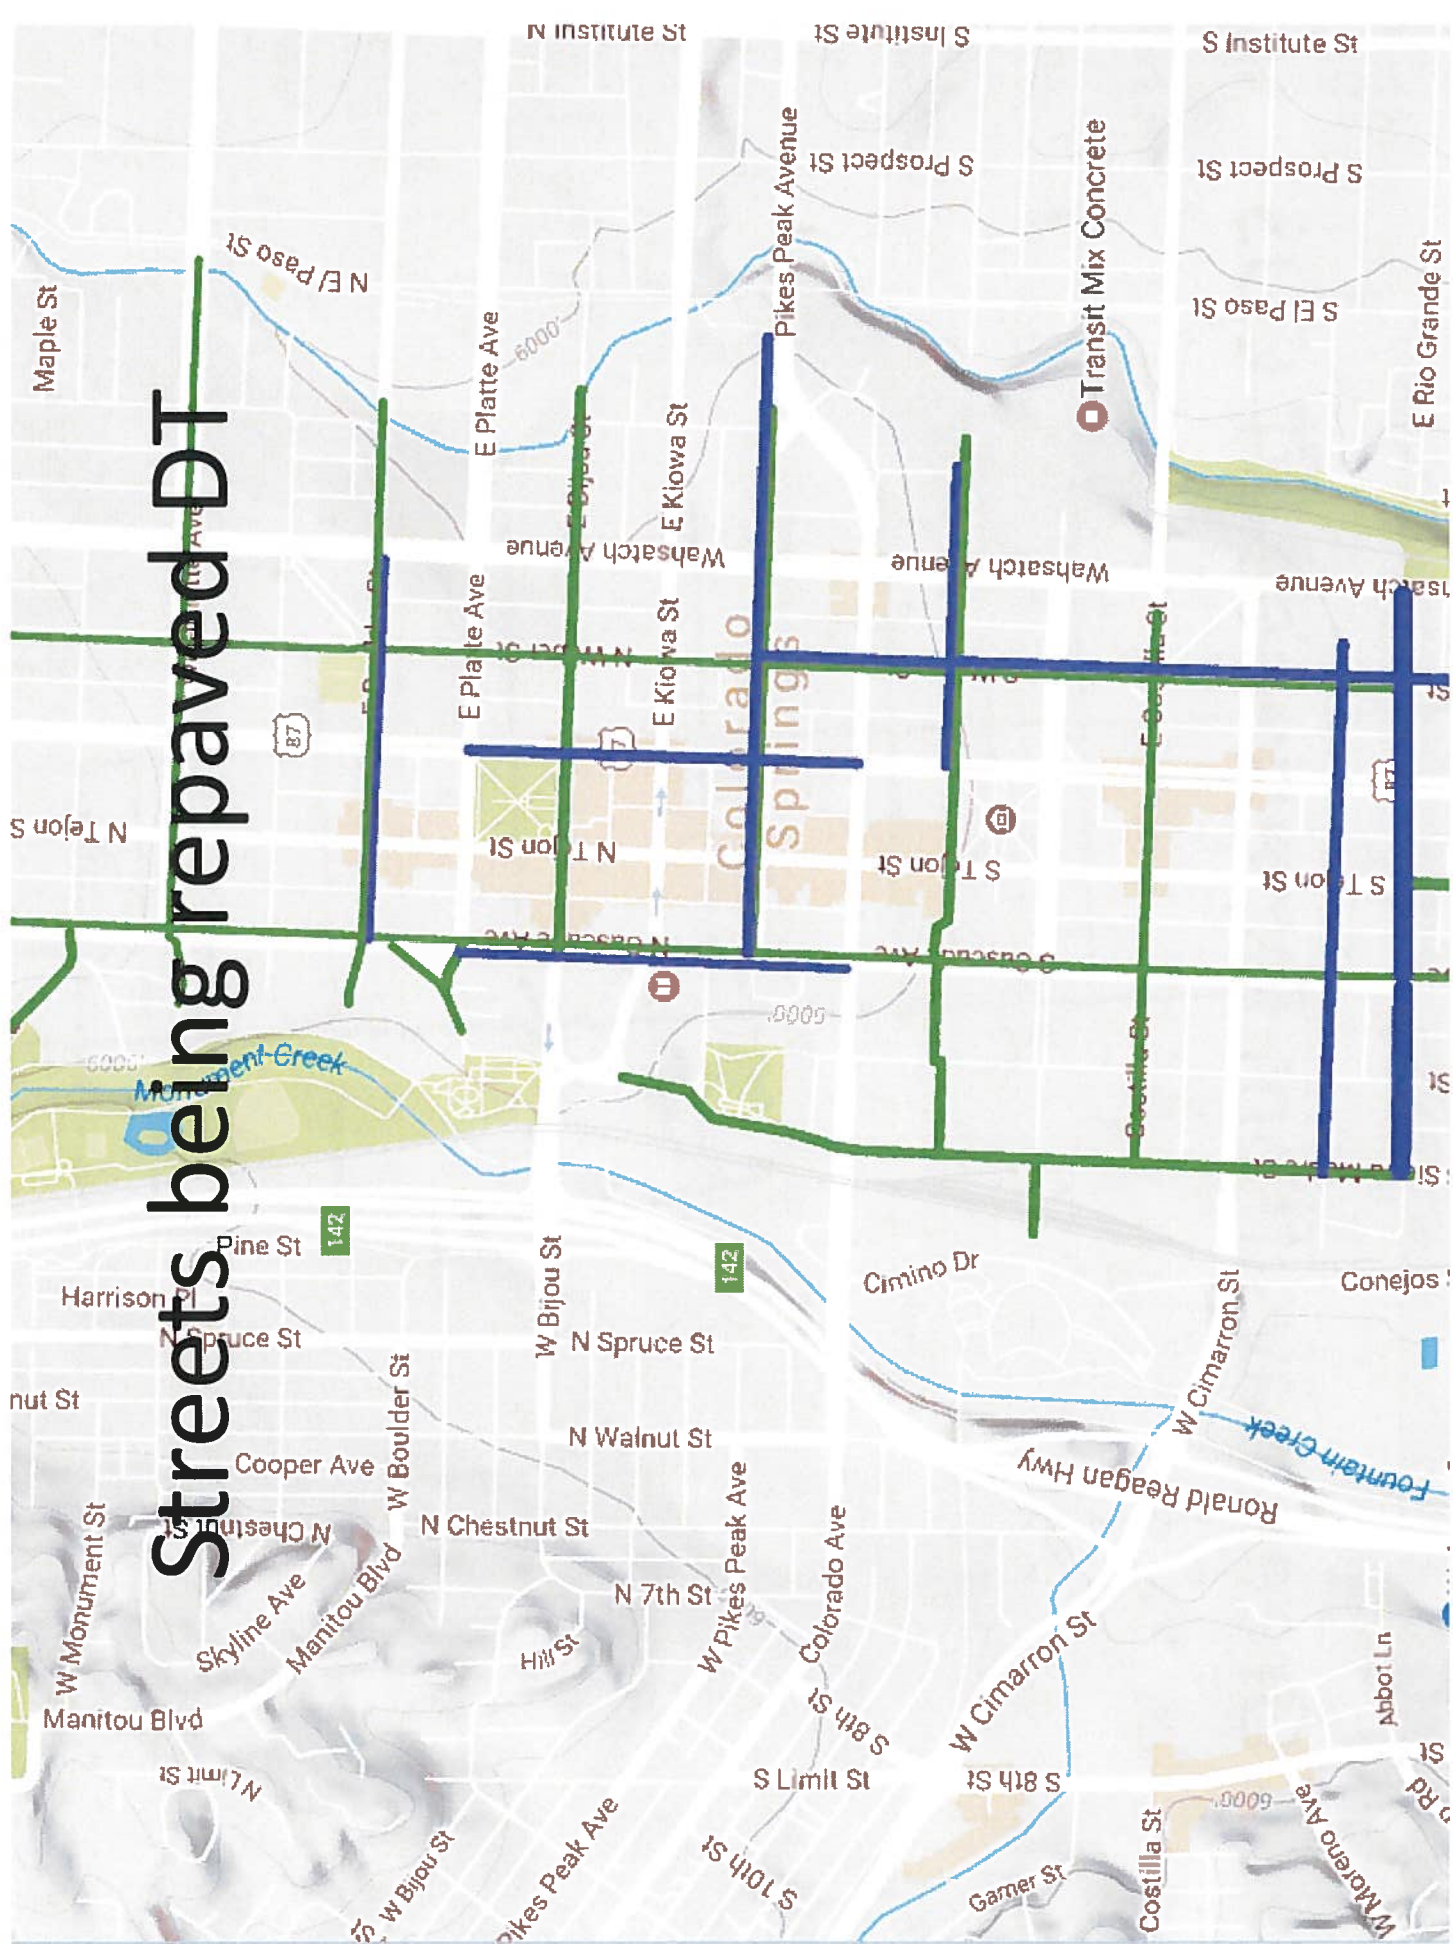 Streets being repaved DT
N Institute St
S Institute St
S Institute St
S Prospect St
S Prospect St
Pikes Peak Avenue
Transit Mix Concrete
N El Paso St
S El Paso St
Maple St
E Platte Ave
6000'
E Kiowa St
E Rio Grande St
Wahsatch Avenue
Wahsatch Avenue
E Platte Ave
E Kiowa St
Colorado
Springs
87
N Tejon St
S Tejon St
S Tejon St
N Tejon S
Monument Creek
Pine St
142
142
Harrison Pl
N Spruce St
N Spruce St
W Bijou St
Cimino Dr
Conejos
W Cimarron St
nut St
W Boulder St
N Walnut St
Cooper Ave
Ronald Reagan Hwy
Fountain Creek
W Monument St
N Chestnut St
N Chestnut St
W Pikes Peak Ave
Colorado Ave
N 7th St
Skyline Ave
Manitou Blvd
Hill St
W Cimarron St
Abbot Ln
Manitou Blvd
S 8th St
N Limit St
S Limit St
S 8th St
6000'
W Bijou St
Pikes Peak Ave
S 10th St
Garner St
Costilla St
W Moreno Ave